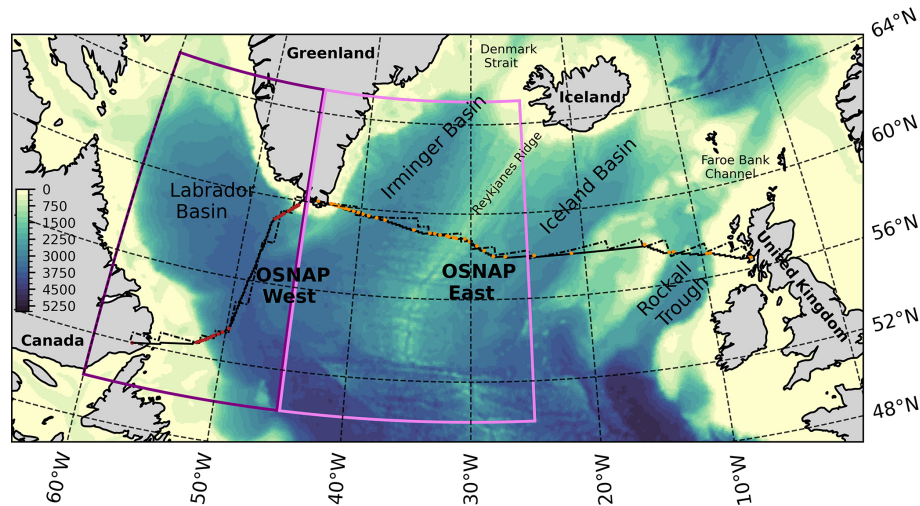 64°N
Greenland
Denmark
Strait
Iceland
60°N
Irminger Basin
Reykjanes Ridge
Iceland Basin
Faroe Bank
Channel
Labrador
Basin
0
750
1500
2250
3000
3750
4500
5250
56°N
OSNAP
West
OSNAP
East
Rockall
Trough
United Kingdom
52°N
Canada
48°N
60°W
50°W
40°W
30°W
20°W
10°W